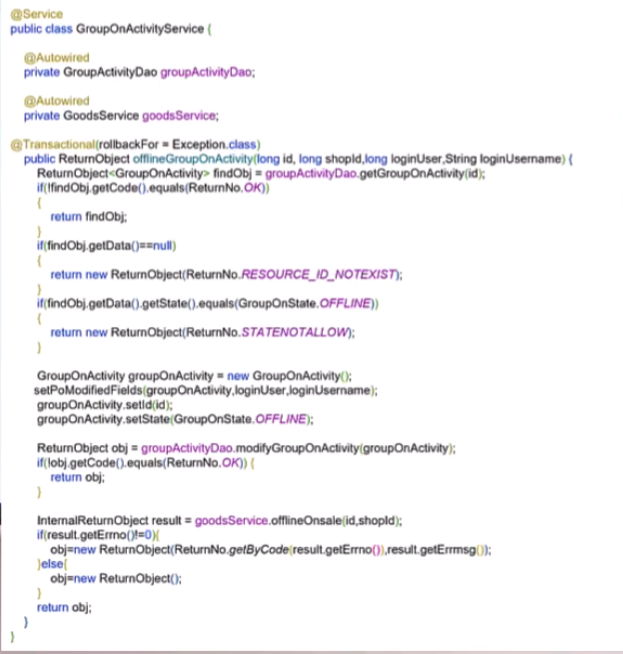 @Service
public class GroupOnActivityService {
@Autowired
private GroupActivityDao groupActivityDao;
@Autowired
private GoodsService goodsService;
@Transactional(rollbackFor = Exception.class)
public ReturnObject offlineGroupOnActivity(long id, long shopId,long loginUser,String loginUsername) {
ReturnObject<GroupOnActivity> findObj = groupActivityDao.getGroupOnActivity(id);
if(!findObj.getCode().equals(ReturnNo.OK))
{
return findObj;
}
if(findObj.getData()==null)
{
return new ReturnObject(ReturnNo.RESOURCE_ID_NOTEXIST);
}
if(findObj.getData().getState().equals(GroupOnState.OFFLINE))
{
return new ReturnObject(ReturnNo.STATENOTALLOW);
}
GroupOnActivity groupOnActivity = new GroupOnActivity();
setPoModifiedFields(groupOnActivity,loginUser,loginUsername);
groupOnActivity.setId(id);
groupOnActivity.setState(GroupOnState.OFFLINE);
ReturnObject obj = groupActivityDao.modifyGroupOnActivity(groupOnActivity);
if(!obj.getCode().equals(ReturnNo.OK)) {
return obj;
}
InternalReturnObject result = goodsService.offlineOnsale(id,shopId);
if(result.getErrno()!=0){
obj=new ReturnObject(ReturnNo.getByCode(result.getErrno()),result.getErrmsg());
}else{
obj=new ReturnObject();
}
return obj;
}
}